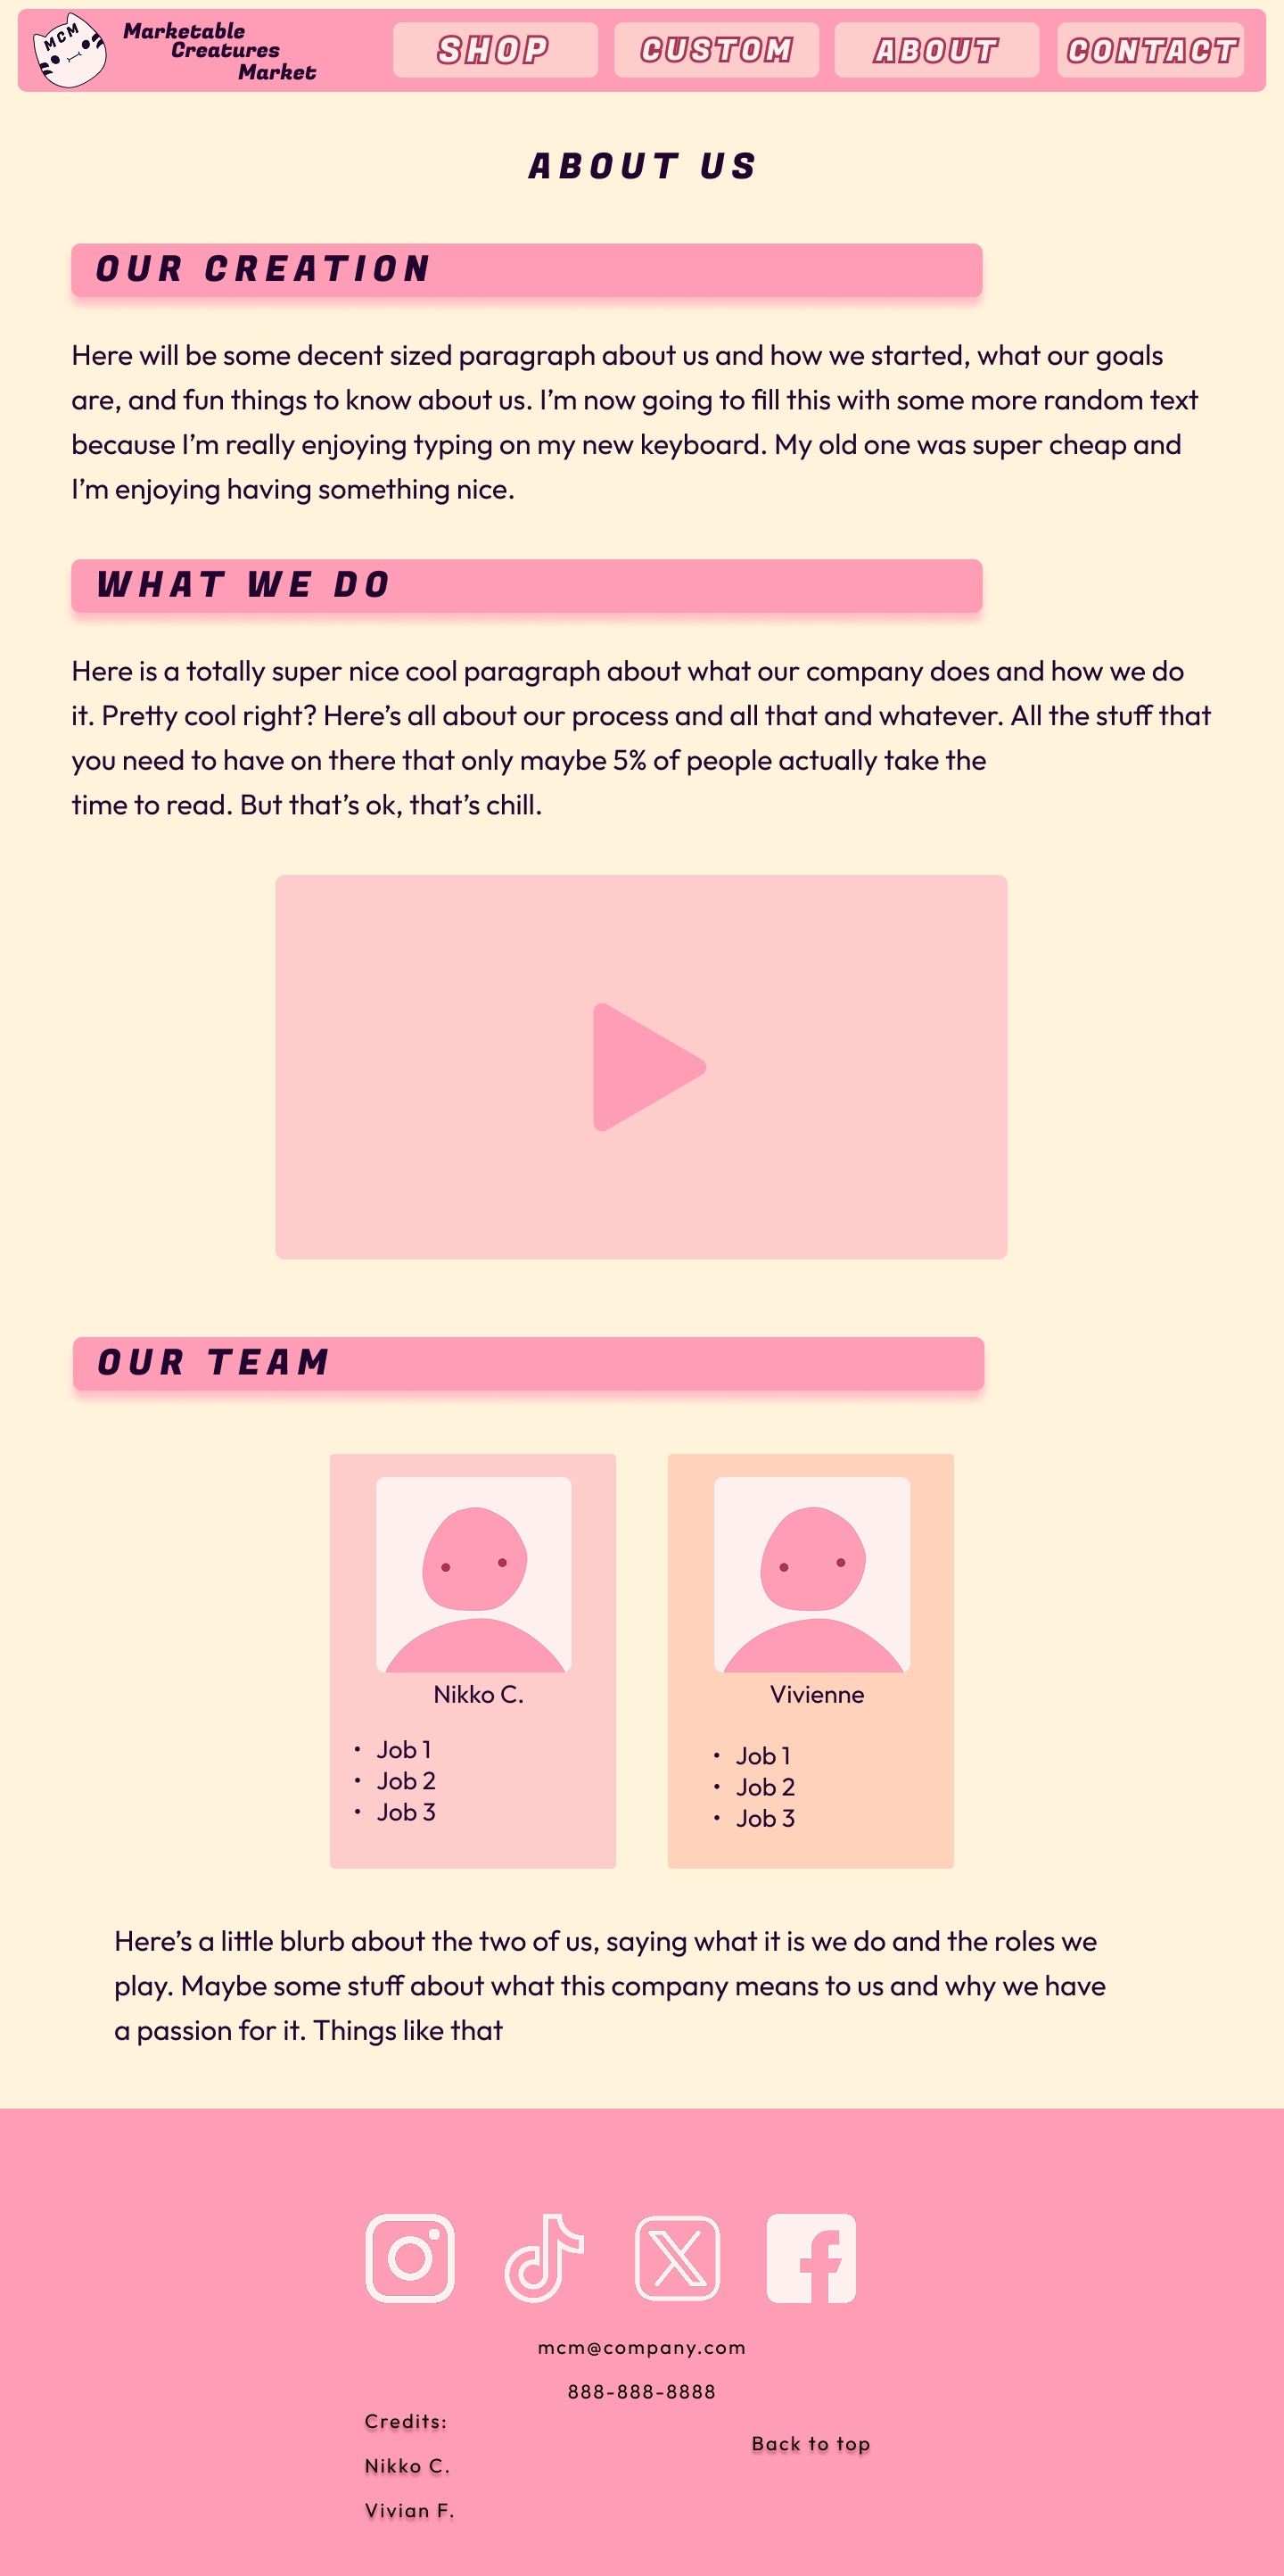 MCM
Marketable
Creatures
Market
SHOP
CUSTOM
ABOUT
CONTACT
ABOUT US
OUR CREATION
Here will be some decent sized paragraph about us and how we started, what our goals
are, and fun things to know about us. I’m now going to fill this with some more random text
because I’m really enjoying typing on my new keyboard. My old one was super cheap and
I’m enjoying having something nice.
WHAT WE DO
Here is a totally super nice cool paragraph about what our company does and how we do
it. Pretty cool right? Here’s all about our process and all that and whatever. All the stuff that
you need to have on there that only maybe 5% of people actually take the
time to read. But that’s ok, that’s chill.
OUR TEAM
Nikko C.
• Job 1
• Job 2
• Job 3
Vivienne
• Job 1
• Job 2
• Job 3
Here’s a little blurb about the two of us, saying what it is we do and the roles we
play. Maybe some stuff about what this company means to us and why we have
a passion for it. Things like that
mcm@company.com
888-888-8888
Credits:
Nikko C.
Vivian F.
Back to top